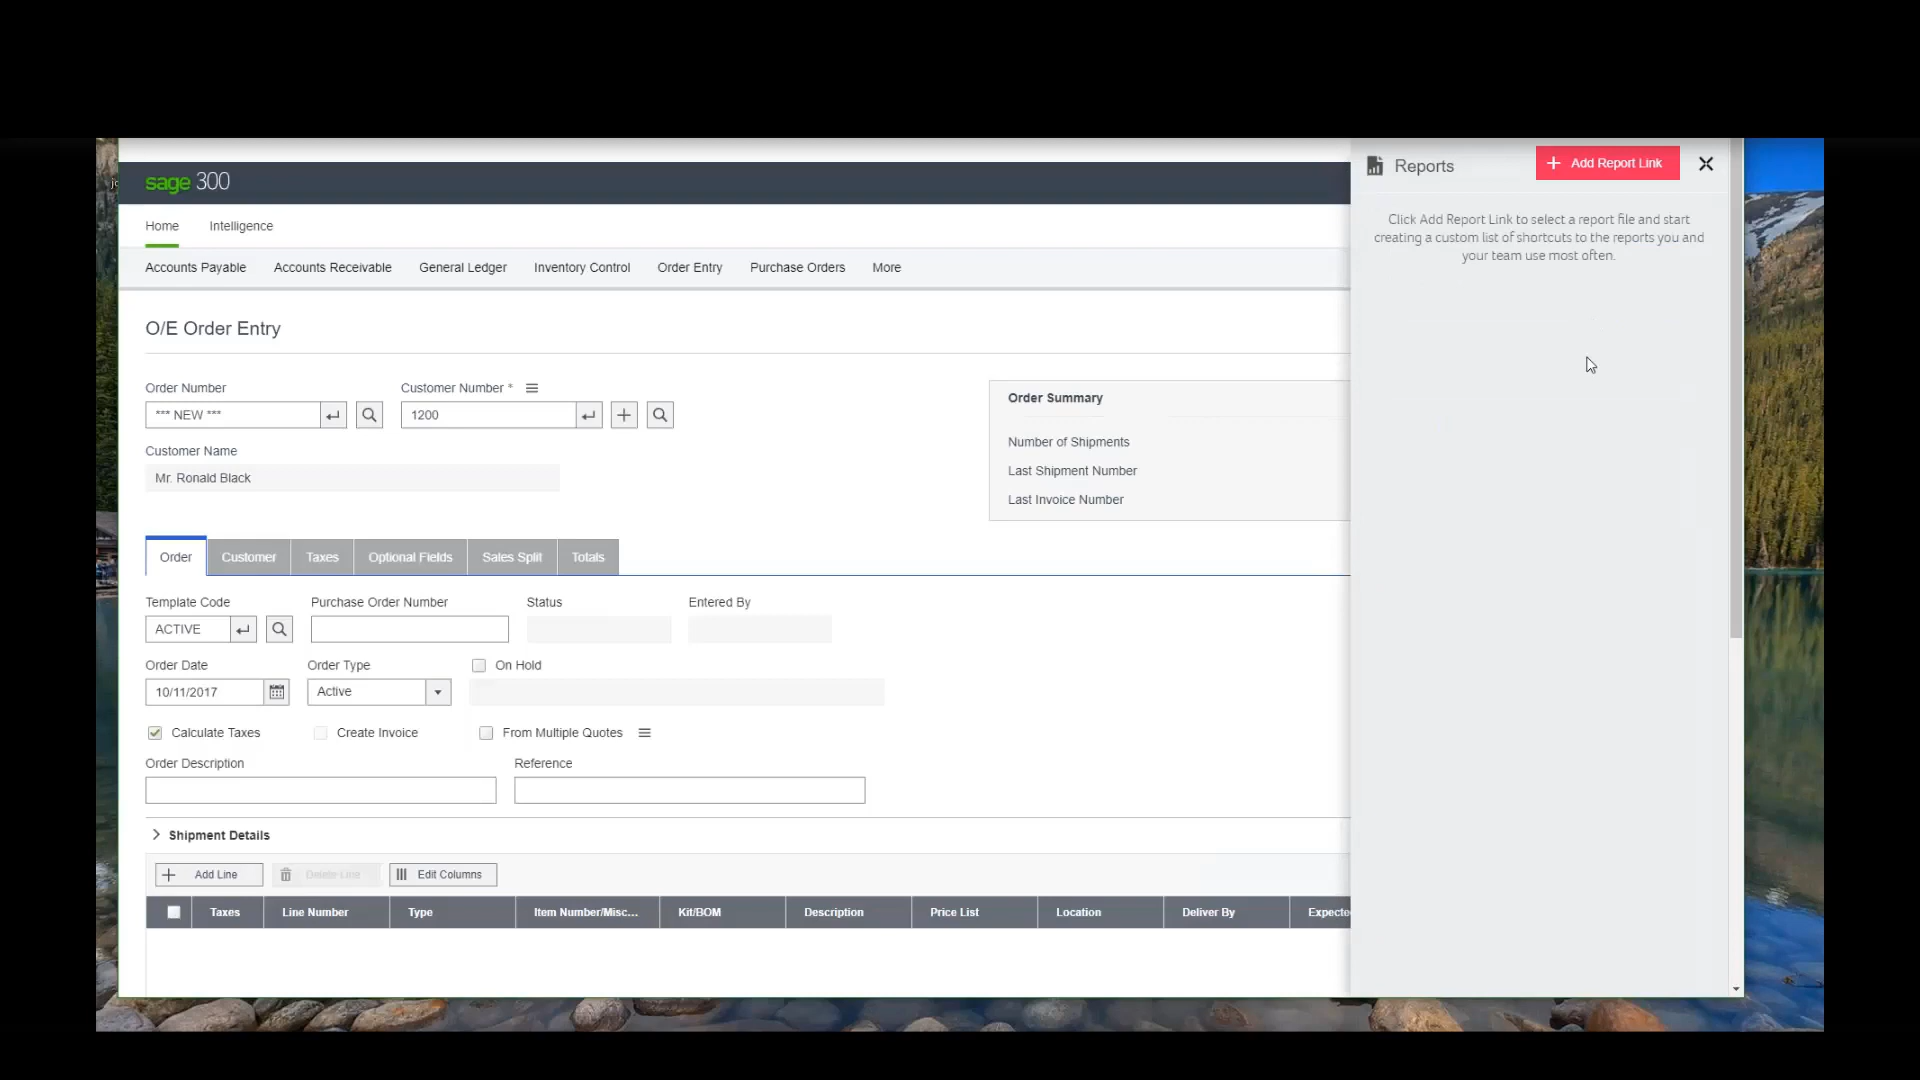 sage 300
Reports
Add Report Link
Click Add Report Link to select a report file and start
creating a custom list of shortcuts to the reports you and
your team use most often.
Home Intelligence
Accounts Payable Accounts Receivable General Ledger Inventory Control Order Entry Purchase Orders More
O/E Order Entry
Order Number Customer Number *
*** NEW *** 1200
Customer Name
Mr. Ronald Black
Order Summary
Number of Shipments
Last Shipment Number
Last Invoice Number
Order Customer Taxes Optional Fields Sales Split Totals
Template Code Purchase Order Number Status Entered By
ACTIVE
Order Date Order Type On Hold
10/11/2017 Active
Calculate Taxes Create Invoice From Multiple Quotes
Order Description Reference
Shipment Details
Add Line Delete Line Edit Columns
Taxes Line Number Type Item Number/Misc... Kit/BOM Description Price List Location Deliver By Expecte